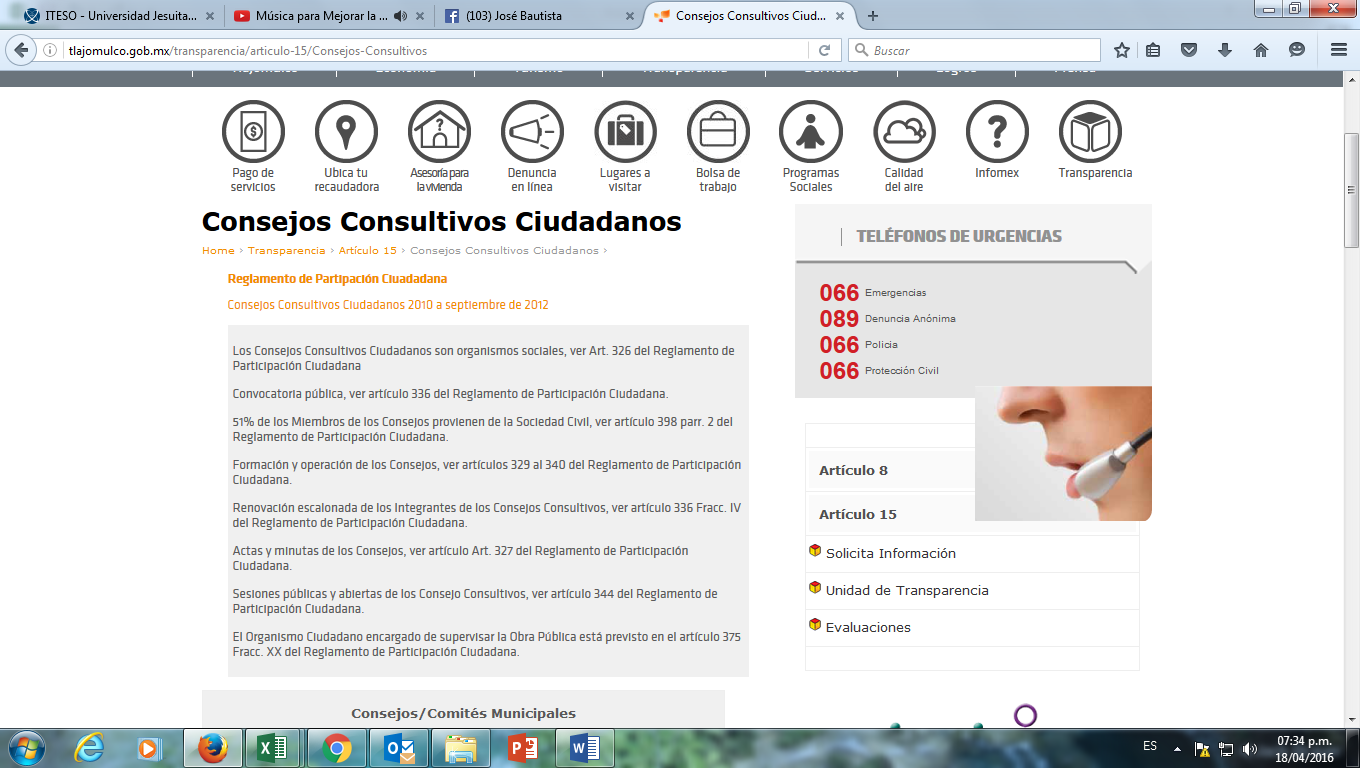 ITESO - Universidad Jesuita...
Música para Mejorar la ...
(103) José Bautista
Consejos Consultivos Ciud...
tlajomulco.gob.mx/transparencia/articulo-15/Consejos-Consultivos
Buscar
Pago de
servicios
Ubica tu
recaudadora
Asesoría para
la vivienda
Denuncia
en línea
Lugares a
visitar
Bolsa de
trabajo
Programas
Sociales
Calidad
del aire
Infomex
Transparencia
Consejos Consultivos Ciudadanos
Home > Transparencia > Artículo 15 > Consejos Consultivos Ciudadanos >
Reglamento de Partipación Ciuadadana
Consejos Consultivos Ciudadanos 2010 a septiembre de 2012
Los Consejos Consultivos Ciudadanos son organismos sociales, ver Art. 326 del Reglamento de
Participación Ciudadana
Convocatoria pública, ver artículo 336 del Reglamento de Participación Ciudadana.
51% de los Miembros de los Consejos provienen de la Sociedad Civil, ver artículo 398 parr. 2 del
Reglamento de Participación Ciudadana.
Formación y operación de los Consejos, ver artículos 329 al 340 del Reglamento de Participación
Ciudadana.
Renovación escalonada de los Integrantes de los Consejos Consultivos, ver artículo 336 Fracc. IV
del Reglamento de Participación Ciudadana.
Actas y minutas de los Consejos, ver artículo Art. 327 del Reglamento de Participación
Ciudadana.
Sesiones públicas y abiertas de los Consejo Consultivos, ver artículo 344 del Reglamento de
Participación Ciudadana.
El Organismo Ciudadano encargado de supervisar la Obra Pública está previsto en el artículo 375
Fracc. XX del Reglamento de Participación Ciudadana.
Consejos/Comités Municipales
TELÉFONOS DE URGENCIAS
066 Emergencias
089 Denuncia Anónima
066 Policia
066 Protección Civil
Artículo 8
Artículo 15
Solicita Información
Unidad de Transparencia
Evaluaciones
ES
07:34 p.m.
18/04/2016